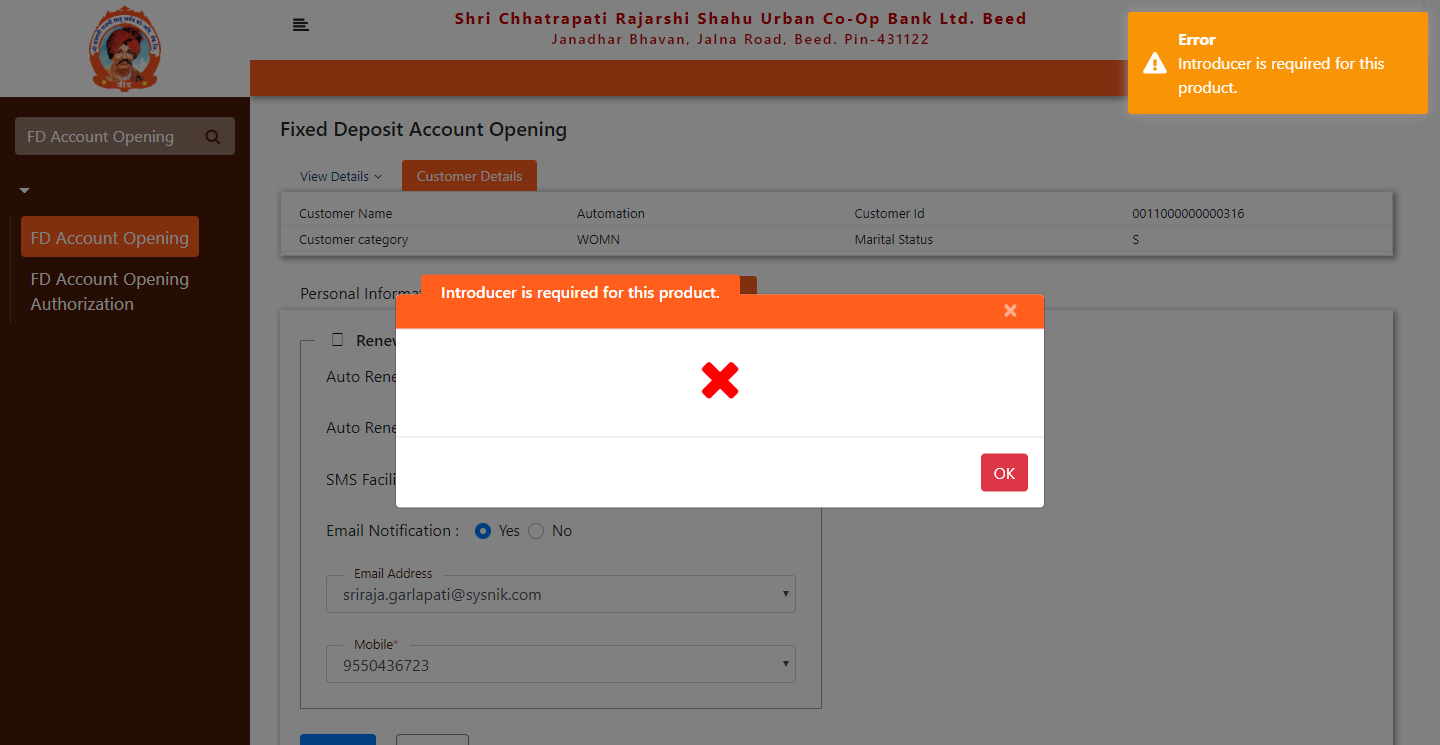 Shri Chhatrapati Rajarshi Shahu Urban Co-Op Bank Ltd. Beed
Janadhar Bhavan, Jalna Road, Beed. Pin-431122
Error
Introducer is required for this
product.
FD Account Opening
FD Account Opening
FD Account Opening
Authorization
Fixed Deposit Account Opening
View Details
Customer Details
Customer Name Automation Customer Id 0011000000000316
Customer category WOMN Marital Status S
Personal Informa
Introducer is required for this product.
×
Renew
Auto Rene
Auto Rene
SMS Facili
OK
Email Notification : Yes No
Email Address
sriraja.garlapati@sysnik.com
Mobile*
9550436723